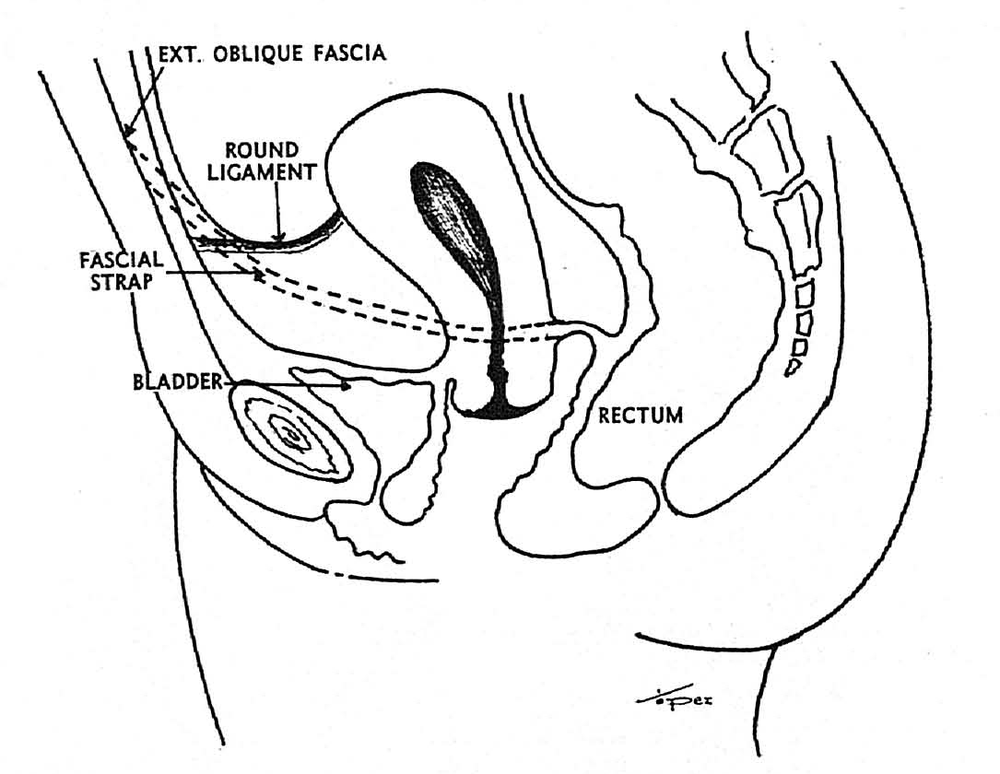 EXT. OBLIQUE FASCIA
ROUND
LIGAMENT
FASCIAL
STRAP
BLADDER
RECTUM